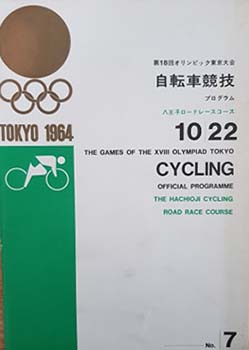 第18回オリンピック東京大会
自転車競技
プログラム
八王子ロードレースコース
TOKYO 1964
10 22
THE GAMES OF THE XVIII OLYMPIAD TOKYO
CYCLING
OFFICIAL PROGRAMME
THE HACHIOJI CYCLING
ROAD RACE COURSE
No. 7